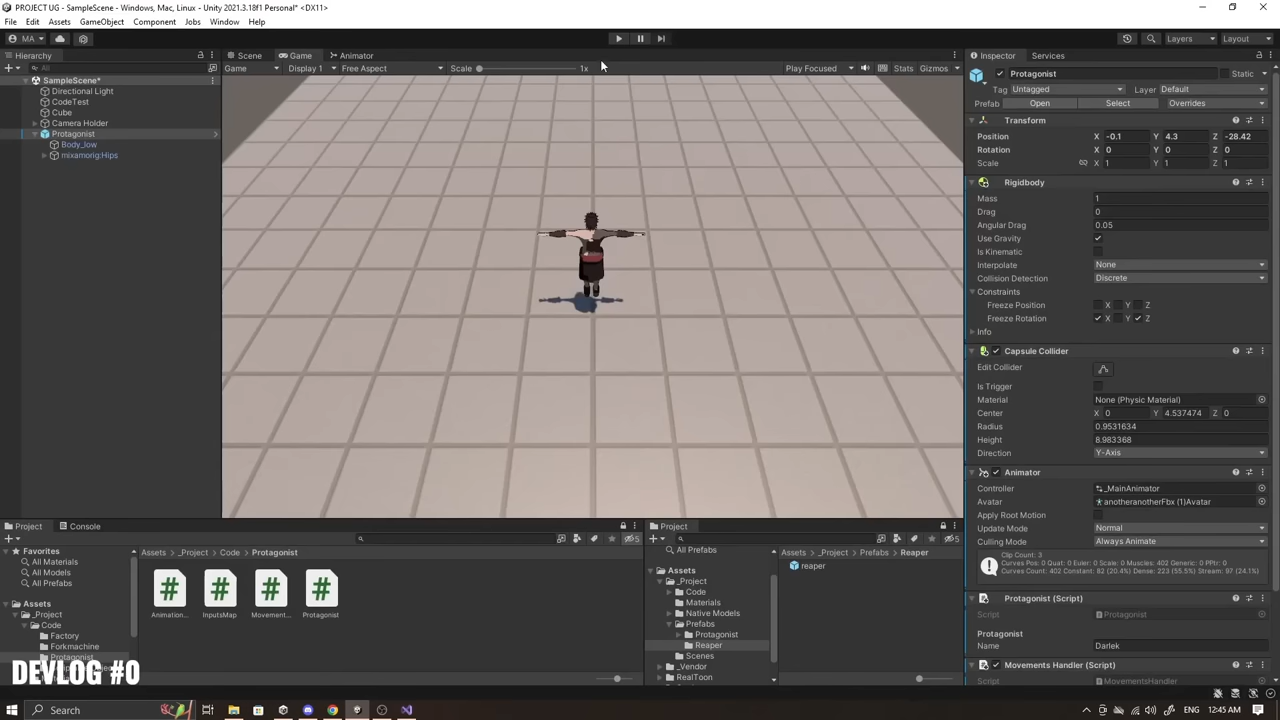 PROJECT UG - SampleScene - Windows, Mac, Linux - Unity 2021.3.18f1 Personal* <DX11>
File Edit Assets GameObject Component Jobs Window Help
MA Layers Layout
Hierarchy Scene Game Animator Inspector Services
All Game Display 1 Free Aspect Scale 1x Play Focused Stats Gizmos
Protagonist Static
SampleScene*
Tag Untagged Layer Default
Directional Light
CodeTest Prefab Open Select Overrides
Cube
Camera Holder Transform
Protagonist Position X -0.1 Y 4.3 Z -28.42
Body_low Rotation X 0 Y 0 Z 0
mixamorig:Hips Scale X 1 Y 1 Z 1
Rigidbody
Mass 1
Drag 0
Angular Drag 0.05
Use Gravity
Is Kinematic
Interpolate None
Collision Detection Discrete
Constraints
Freeze Position X Y Z
Freeze Rotation X Y Z
Info
Capsule Collider
Edit Collider
Is Trigger
Material None (Physic Material)
Center X 0 Y 4.537474 Z 0
Radius 0.9531634
Height 8.983368
Direction Y-Axis
Animator
Controller _MainAnimator
Avatar anotheranotherFbx (1)Avatar
Apply Root Motion
Update Mode Normal
Culling Mode Always Animate
Clip Count: 3
Curves Pos: 0 Quat: 0 Euler: 0 Scale: 0 Muscles: 402 Generic: 0 PPtr: 0
Curves Count: 402 Constant: 82 (20.4%) Dense: 223 (55.5%) Stream: 97 (24.1%)
Protagonist (Script)
Script Protagonist
Protagonist
Name Darlek
Movements Handler (Script)
Script MovementsHandler
Project Console
5
Favorites
All Materials
All Models
All Prefabs
Assets
_Project
Code
Factory
Forkmachine
Protagonist
Assets > _Project > Code > Protagonist
Animation... InputsMap Movement... Protagonist
Project
5
All Prefabs
Assets
_Project
Code
Materials
Native Models
Prefabs
Protagonist
Reaper
Scenes
_Vendor
RealToon
Assets > _Project > Prefabs > Reaper
reaper
DEVLOG #0
Search
ENG 12:45 AM